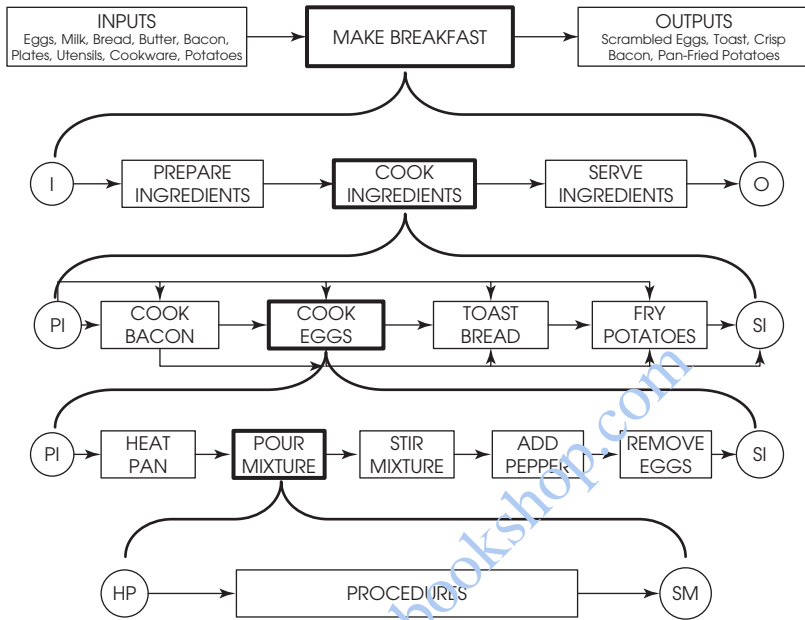 INPUTS
Eggs, Milk, Bread, Butter, Bacon,
Plates, Utensils, Cookware, Potatoes
MAKE BREAKFAST
OUTPUTS
Scrambled Eggs, Toast, Crisp
Bacon, Pan-Fried Potatoes
I
PREPARE
INGREDIENTS
COOK
INGREDIENTS
SERVE
INGREDIENTS
O
PI
COOK
BACON
COOK
EGGS
TOAST
BREAD
FRY
POTATOES
SI
PI
HEAT
PAN
POUR
MIXTURE
STIR
MIXTURE
ADD
PEPPER
REMOVE
EGGS
SI
HP
PROCEDURES
SM
bookshop.com